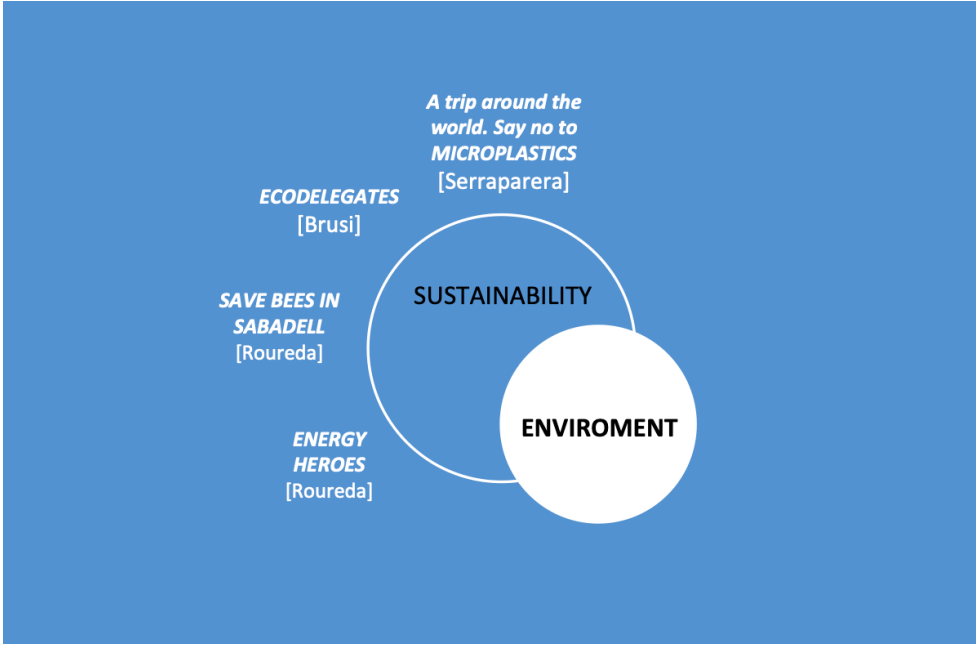 A trip around the
world. Say no to
MICROPLASTICS
[Serraparera]
ECODELEGATES
[Brusi]
SAVE BEES IN
SABADELL
[Roureda]
ENERGY
HEROES
[Roureda]
SUSTAINABILITY
ENVIROMENT